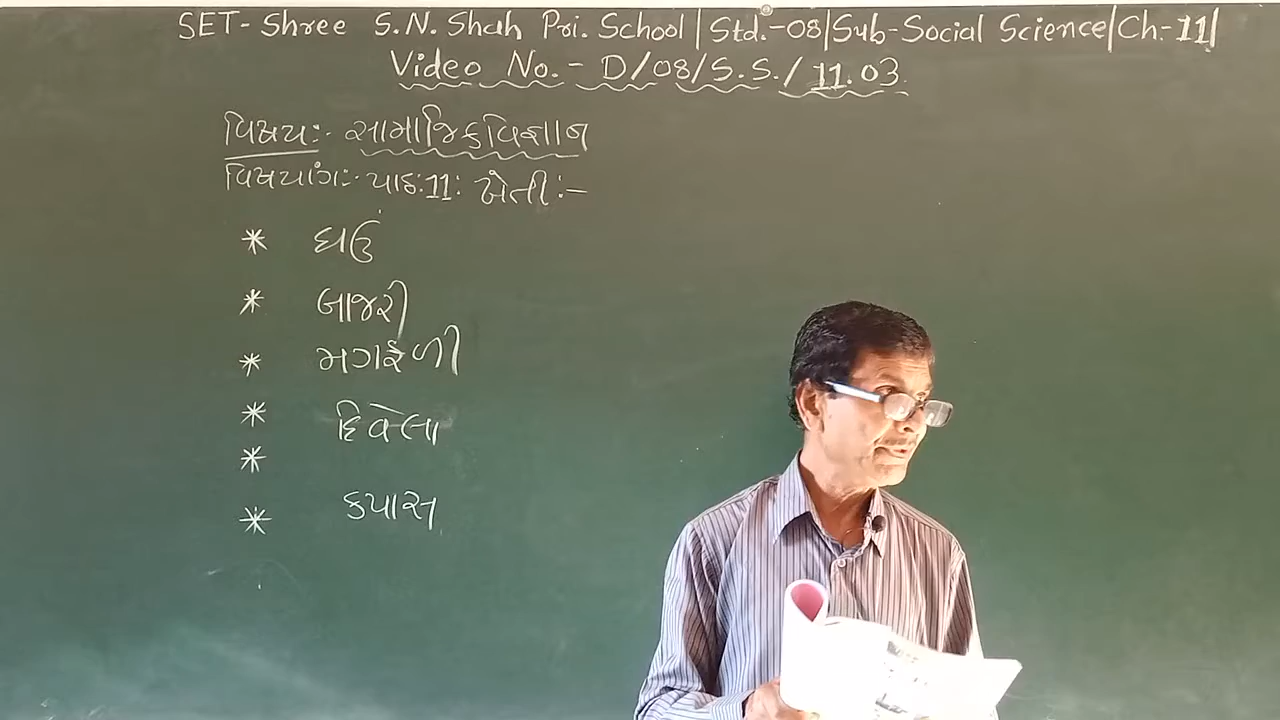 SET- Shree S.N. Shah Pri. School | Std.-08 | Sub-Social Science | Ch.-11 |
Video No. - D/08/S.S./11.03.
વિષય:- સામાજિક વિજ્ઞાન
વિષયાંગ:- પાઠ:11: ખેતી:-
* ઘઉં
* બાજરી
* મગફળી
* દિવેલા
*
* કપાસ